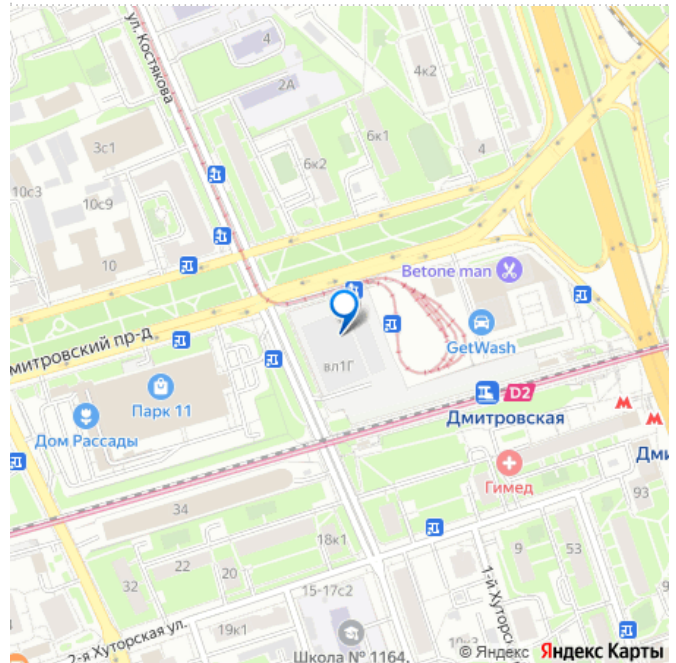 ул. Костякова
4
2А
4к2
3с1
6к1
6к2
4
10с3
10с9
10
Betone man
митровский пр-д
GetWash
вл1Г
Парк 11
D2
Дмитровская
Дом Рассады
Дми
Гимед
93
34
18к1
9
53
22
20
32
15-17с2
1-й Хуторс
2-я Хуторская ул.
19к1
Школа № 1164,
© Яндекс Яндекс Карты